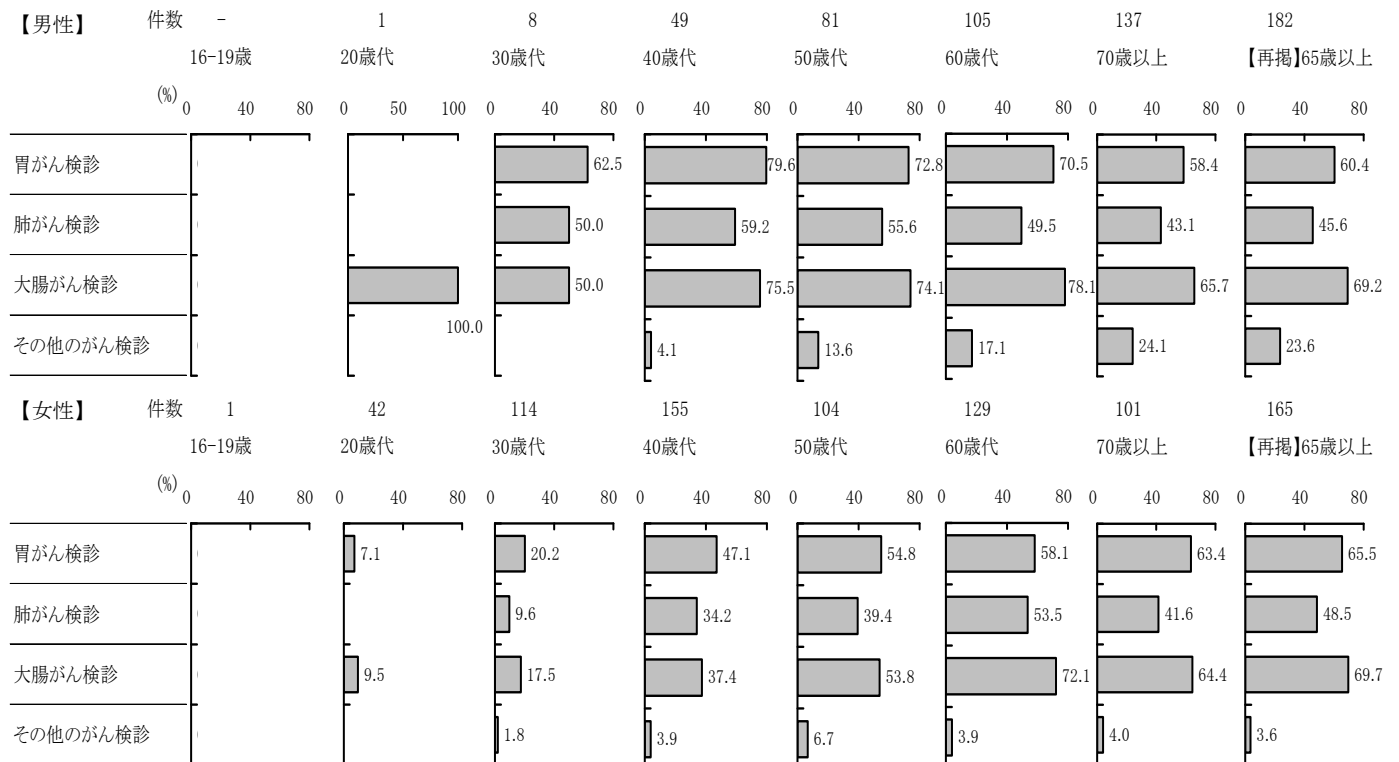 【男性】 件数 - 1 8 49 81 105 137 182
16-19歳 20歳代 30歳代 40歳代 50歳代 60歳代 70歳以上 【再掲】65歳以上
(%) 0 40 80 0 50 100 0 40 80 0 40 80 0 40 80 0 40 80 0 40 80 0 40 80
胃がん検診 62.5 79.6 72.8 70.5 58.4 60.4
肺がん検診 50.0 59.2 55.6 49.5 43.1 45.6
大腸がん検診 50.0 75.5 74.1 78.1 65.7 69.2
100.0
その他のがん検診 4.1 13.6 17.1 24.1 23.6
【女性】 件数 1 42 114 155 104 129 101 165
16-19歳 20歳代 30歳代 40歳代 50歳代 60歳代 70歳以上 【再掲】65歳以上
(%) 0 40 80 0 40 80 0 40 80 0 40 80 0 40 80 0 40 80 0 40 80 0 40 80
胃がん検診 7.1 20.2 47.1 54.8 58.1 63.4 65.5
肺がん検診 9.6 34.2 39.4 53.5 41.6 48.5
大腸がん検診 9.5 17.5 37.4 53.8 72.1 64.4 69.7
その他のがん検診 1.8 3.9 6.7 3.9 4.0 3.6